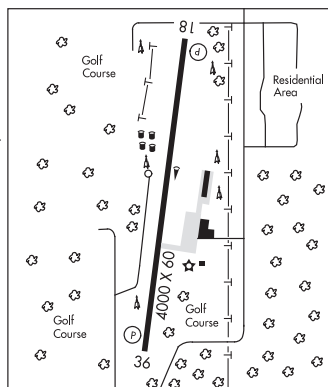 18
P
Golf
Course
Residential
Area
4000 X 60
Golf
Course
Golf
Course
P
36